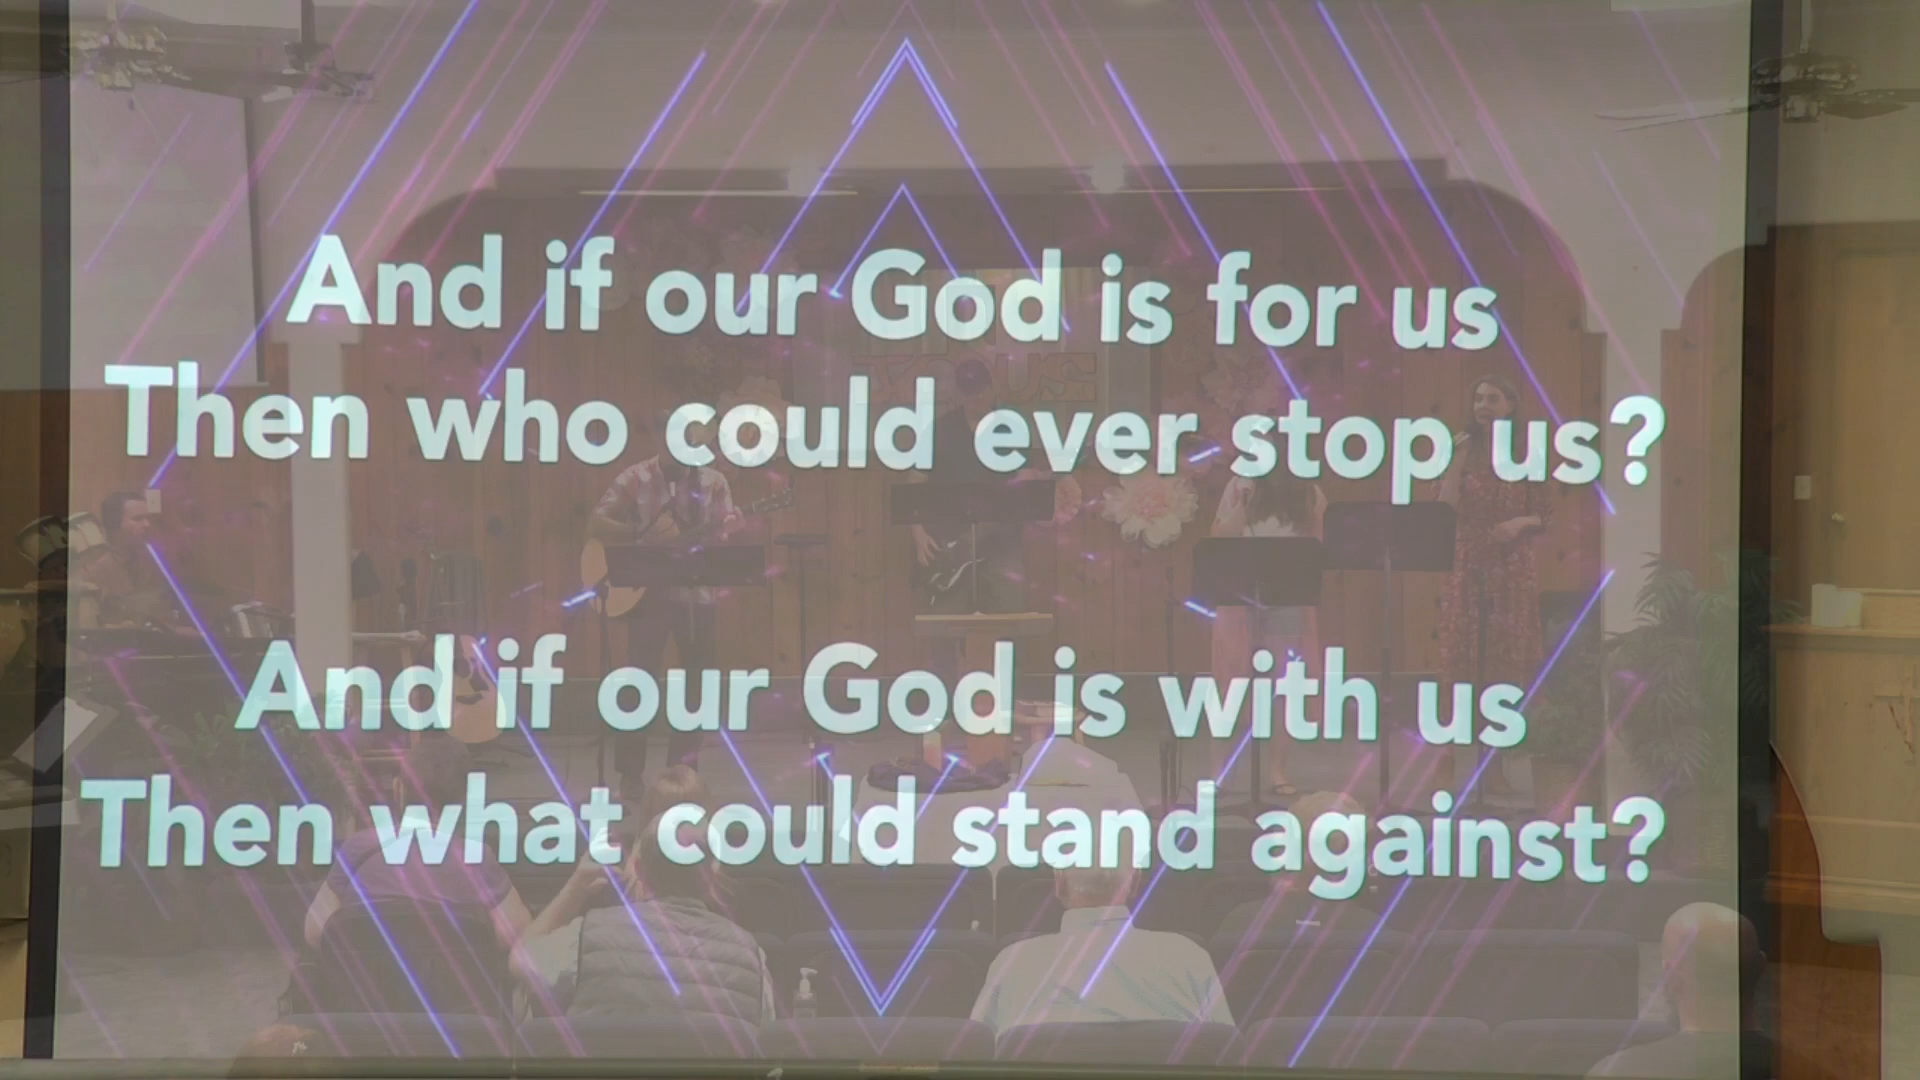 And if our God is for us
Then who could ever stop us?
And if our God is with us
Then what could stand against?